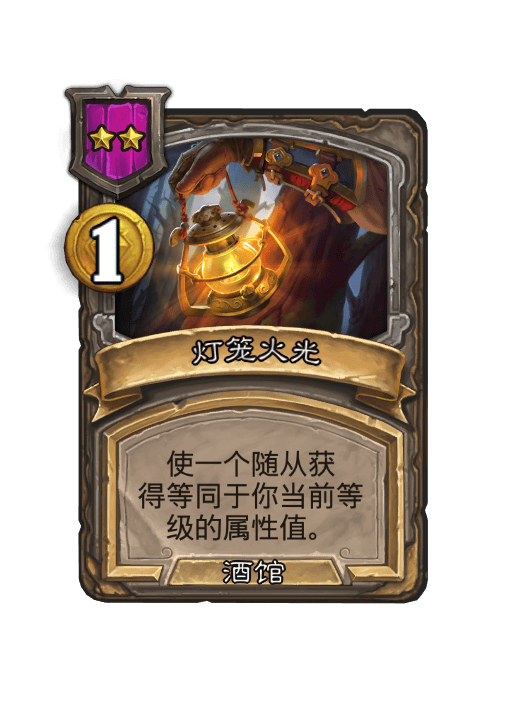 1
灯笼火光
使一个随从获
得等同于你当前等
级的属性值。
酒馆